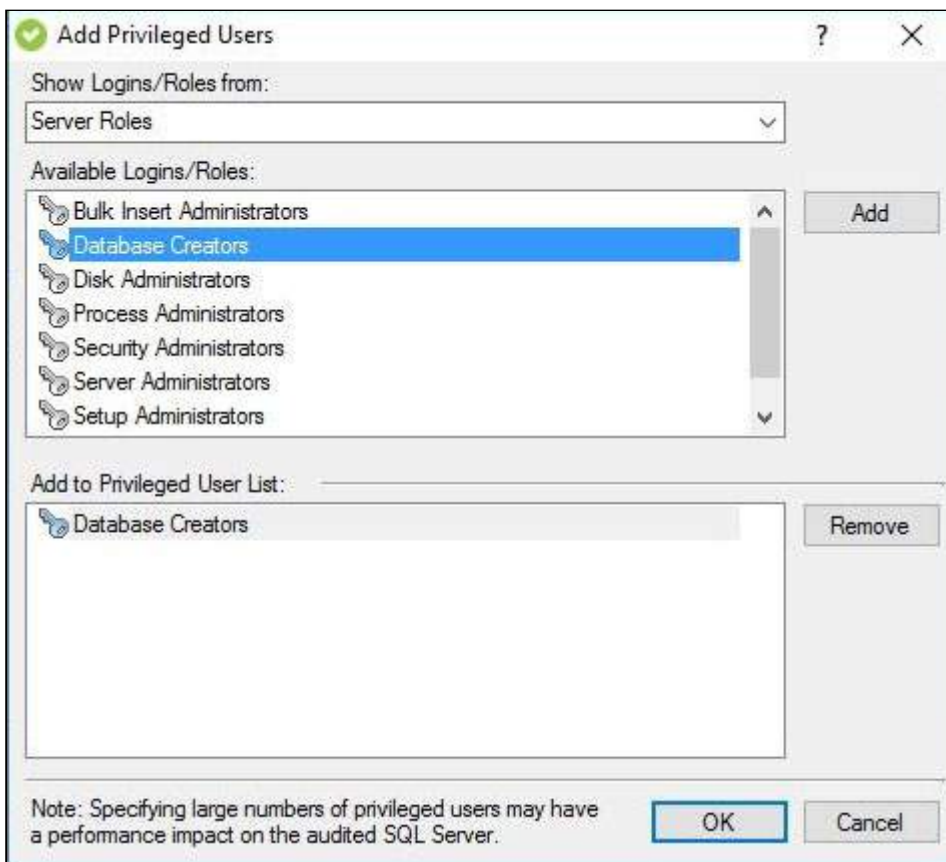 Add Privileged Users
?
Show Logins/Roles from:
Server Roles
Available Logins/Roles:
Bulk Insert Administrators
Database Creators
Disk Administrators
Process Administrators
Security Administrators
Server Administrators
Setup Administrators
Add
Add to Privileged User List:
Database Creators
Remove
Note: Specifying large numbers of privileged users may have
a performance impact on the audited SQL Server.
OK
Cancel